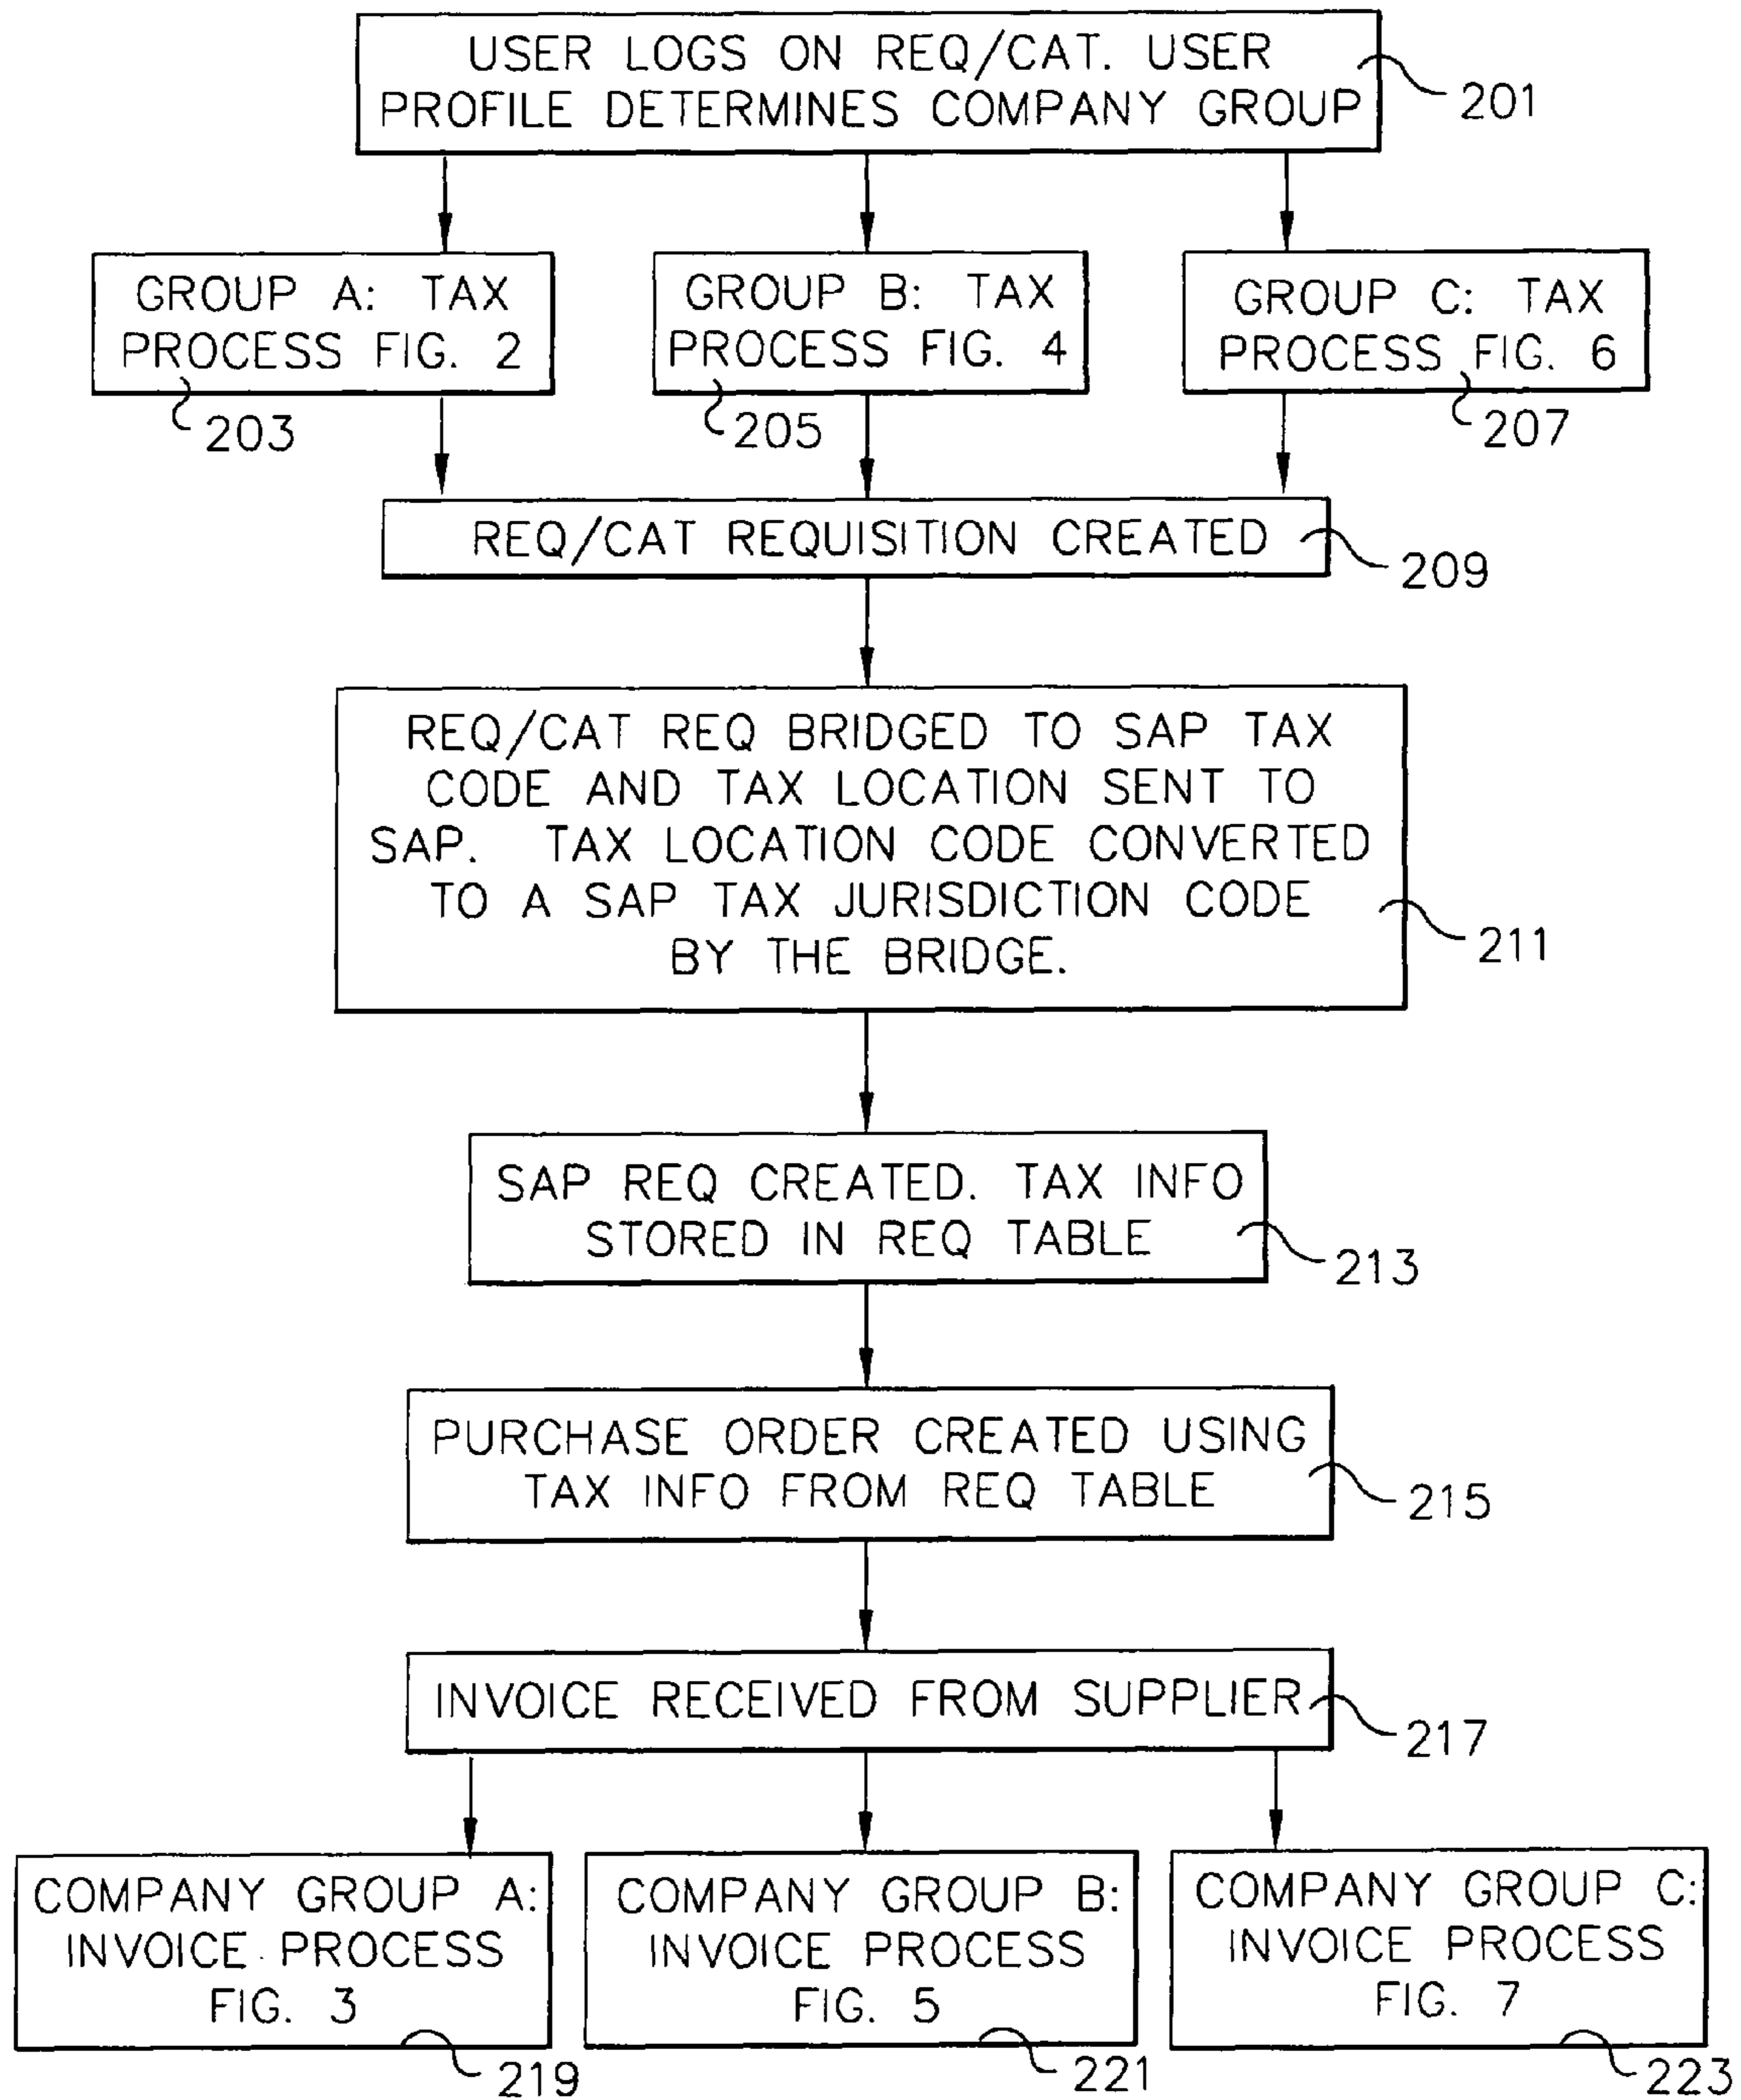 USER LOGS ON REQ/CAT. USER
PROFILE DETERMINES COMPANY GROUP
201
GROUP A: TAX
PROCESS FIG. 2
203
GROUP B: TAX
PROCESS FIG. 4
205
GROUP C: TAX
PROCESS FIG. 6
207
REQ/CAT REQUISITION CREATED
209
REQ/CAT REQ BRIDGED TO SAP TAX
CODE AND TAX LOCATION SENT TO
SAP. TAX LOCATION CODE CONVERTED
TO A SAP TAX JURISDICTION CODE
BY THE BRIDGE.
211
SAP REQ CREATED. TAX INFO
STORED IN REQ TABLE
213
PURCHASE ORDER CREATED USING
TAX INFO FROM REQ TABLE
215
INVOICE RECEIVED FROM SUPPLIER
217
COMPANY GROUP A:
INVOICE PROCESS
FIG. 3
219
COMPANY GROUP B:
INVOICE PROCESS
FIG. 5
221
COMPANY GROUP C:
INVOICE PROCESS
FIG. 7
223